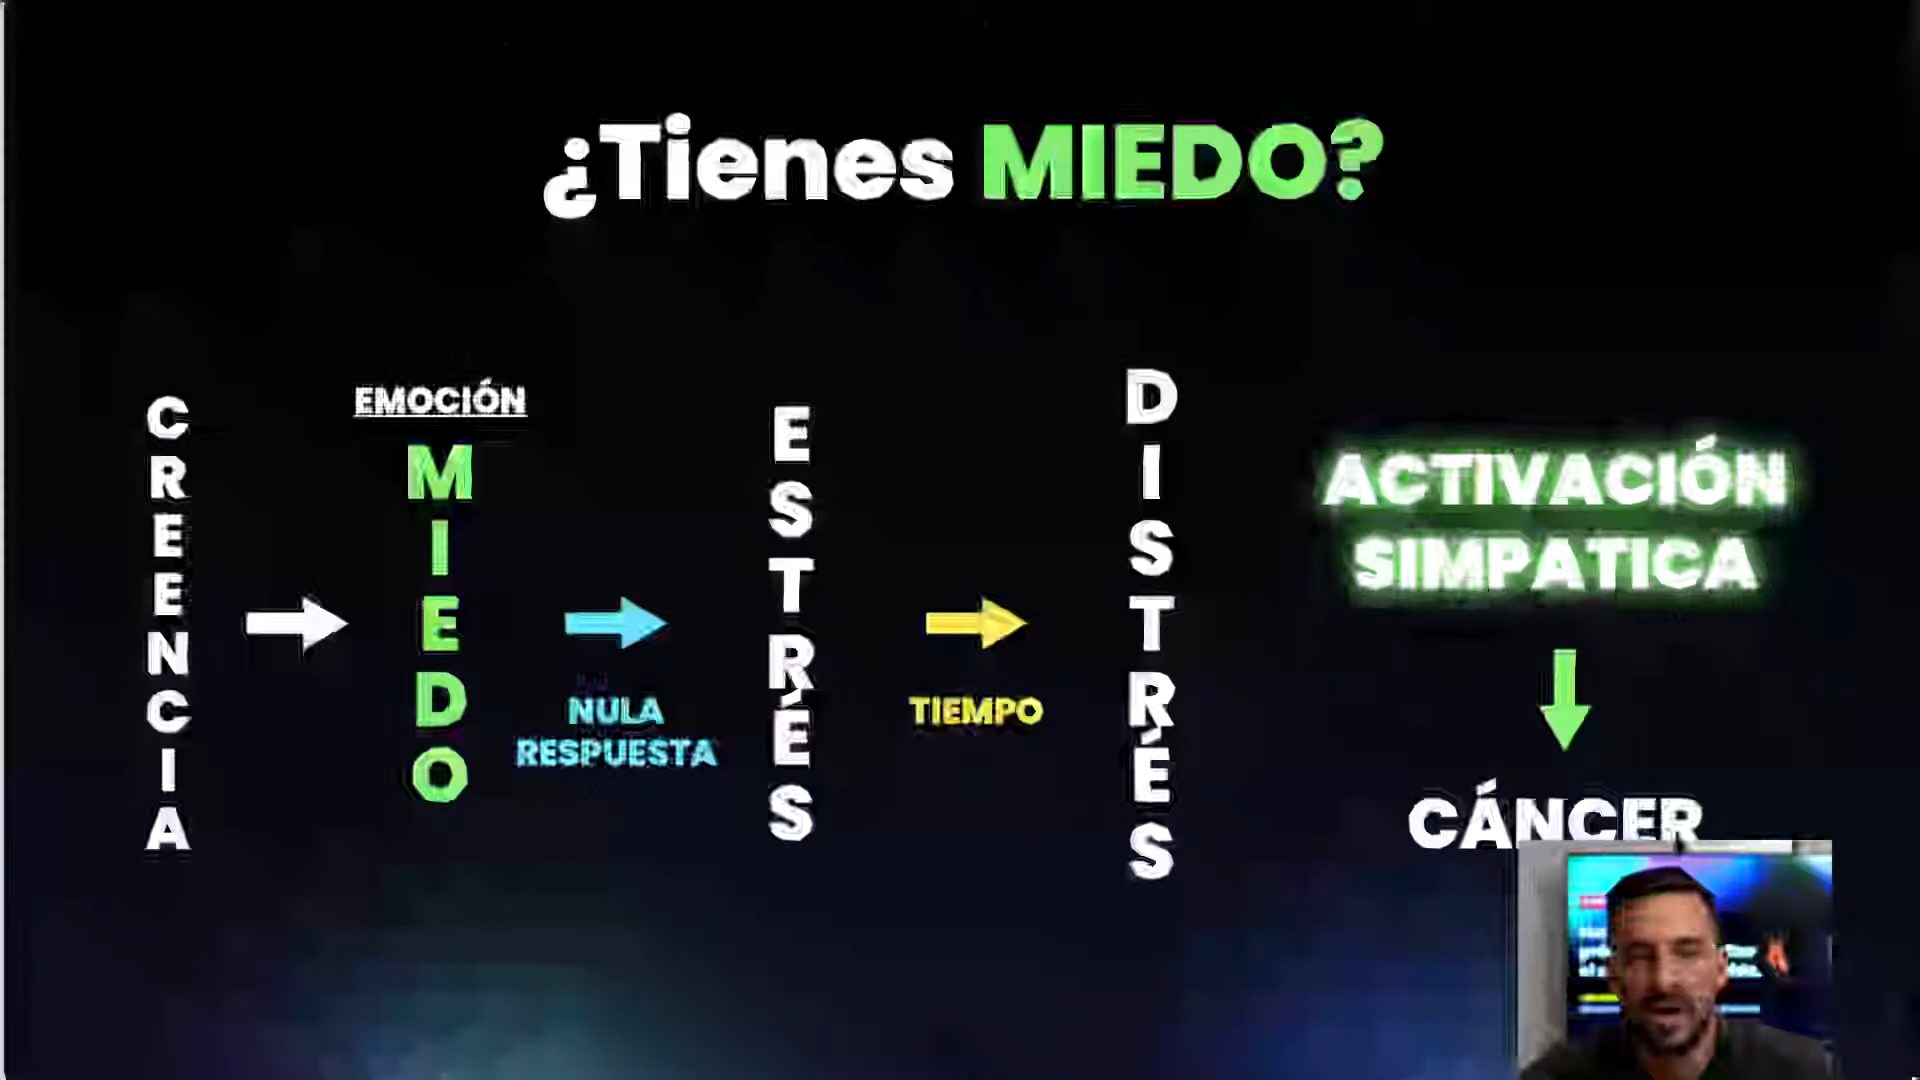 ¿Tienes MIEDO?
CREENCIA
EMOCIÓN
MIEDO
NULA
RESPUESTA
ESTRÉS
TIEMPO
DISTRÉS
ACTIVACIÓN
SIMPATICA
CÁNCER